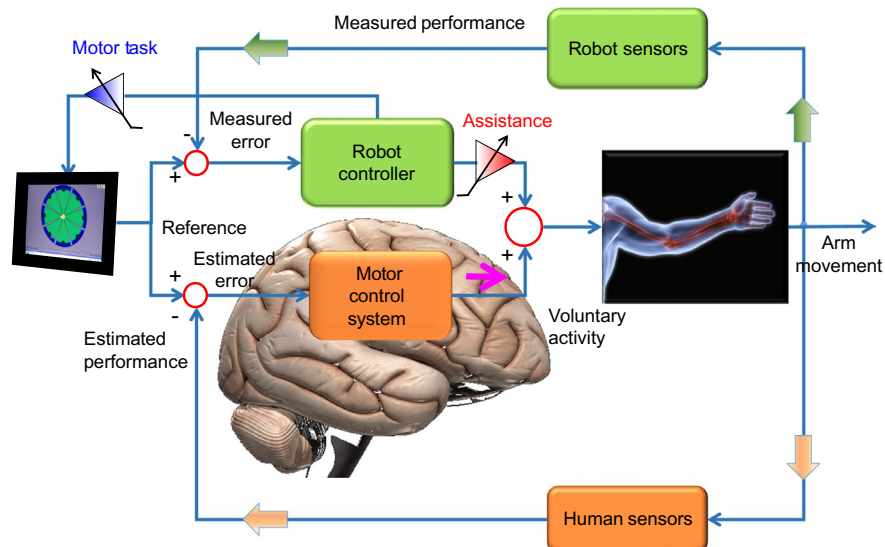 Measured performance
Robot sensors
Motor task
Measured
error
-
+
Robot
controller
Assistance
+
Reference
Estimated
error
+
-
Motor
control
system
+
Voluntary
activity
Arm
movement
Estimated
performance
Human sensors